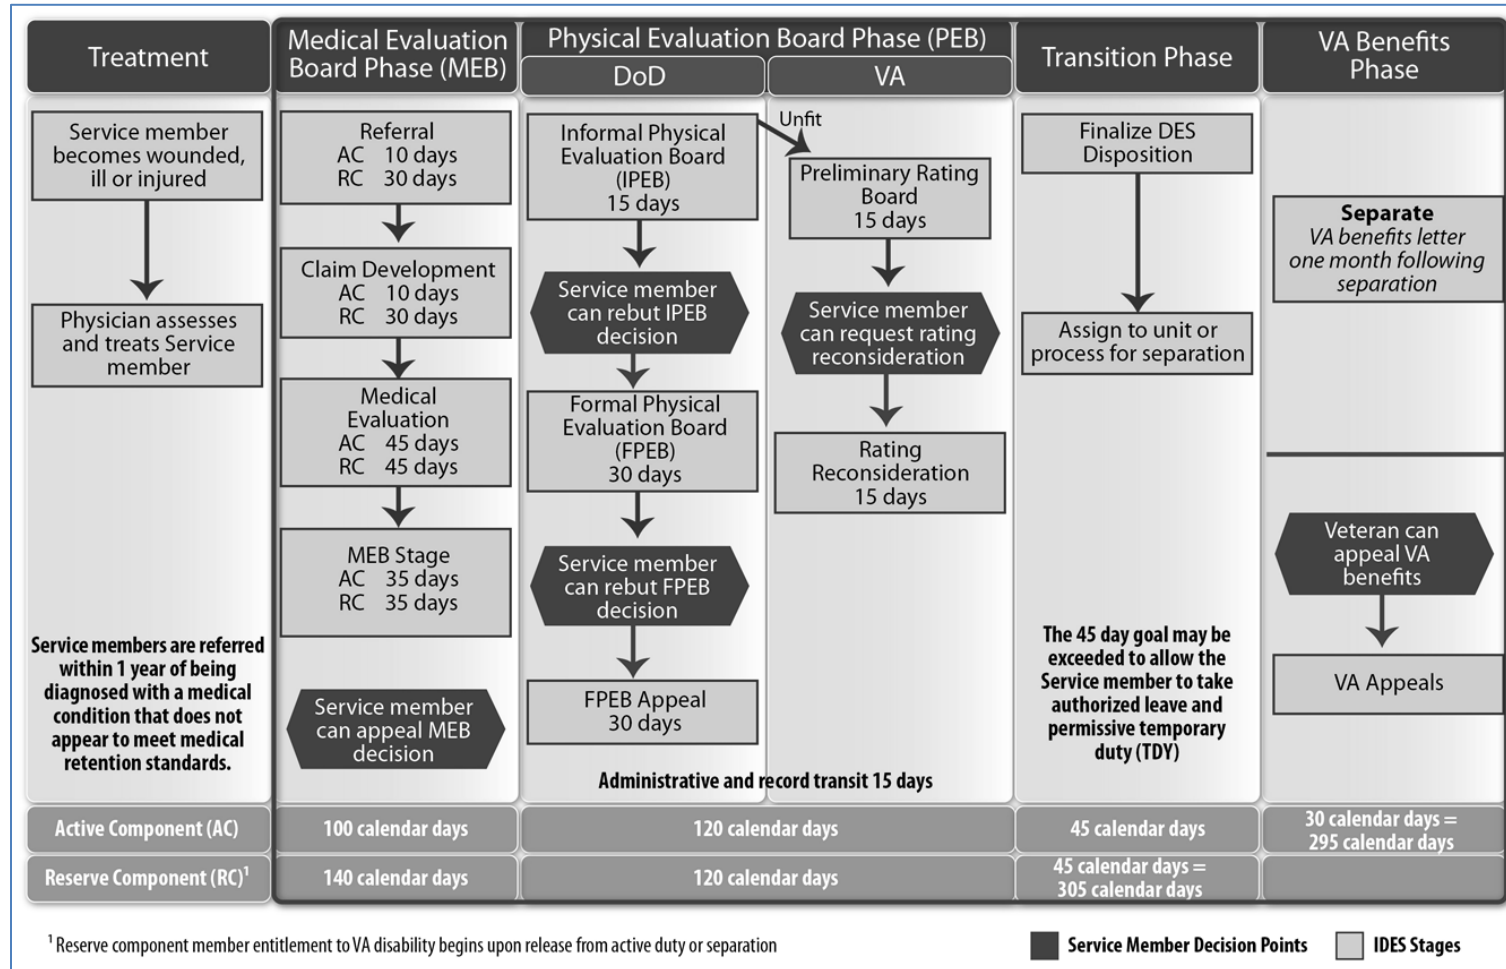 Treatment
Service member
becomes wounded,
ill or injured
Physician assesses
and treats Service
member
Service members are referred
within 1 year of being
diagnosed with a medical
condition that does not
appear to meet medical
retention standards.
Medical Evaluation
Board Phase (MEB)
Referral
AC 10 days
RC 30 days
Claim Development
AC 10 days
RC 30 days
Medical
Evaluation
AC 45 days
RC 45 days
MEB Stage
AC 35 days
RC 35 days
Service member
can appeal MEB
decision
Physical Evaluation Board Phase (PEB)
DoD
Informal Physical
Evaluation Board
(IPEB)
15 days
Service member
can rebut IPEB
decision
Formal Physical
Evaluation Board
(FPEB)
30 days
Service member
can rebut FPEB
decision
FPEB Appeal
30 days
VA
Unfit
Preliminary Rating
Board
15 days
Service member
can request rating
reconsideration
Rating
Reconsideration
15 days
Administrative and record transit 15 days
Transition Phase
Finalize DES
Disposition
Assign to unit or
process for separation
The 45 day goal may be
exceeded to allow the
Service member to take
authorized leave and
permissive temporary
duty (TDY)
VA Benefits
Phase
Separate
VA benefits letter
one month following
separation
Veteran can
appeal VA
benefits
VA Appeals
Active Component (AC)
100 calendar days
120 calendar days
45 calendar days
30 calendar days =
295 calendar days
Reserve Component (RC)1
140 calendar days
120 calendar days
45 calendar days =
305 calendar days
1 Reserve component member entitlement to VA disability begins upon release from active duty or separation
Service Member Decision Points
IDES Stages